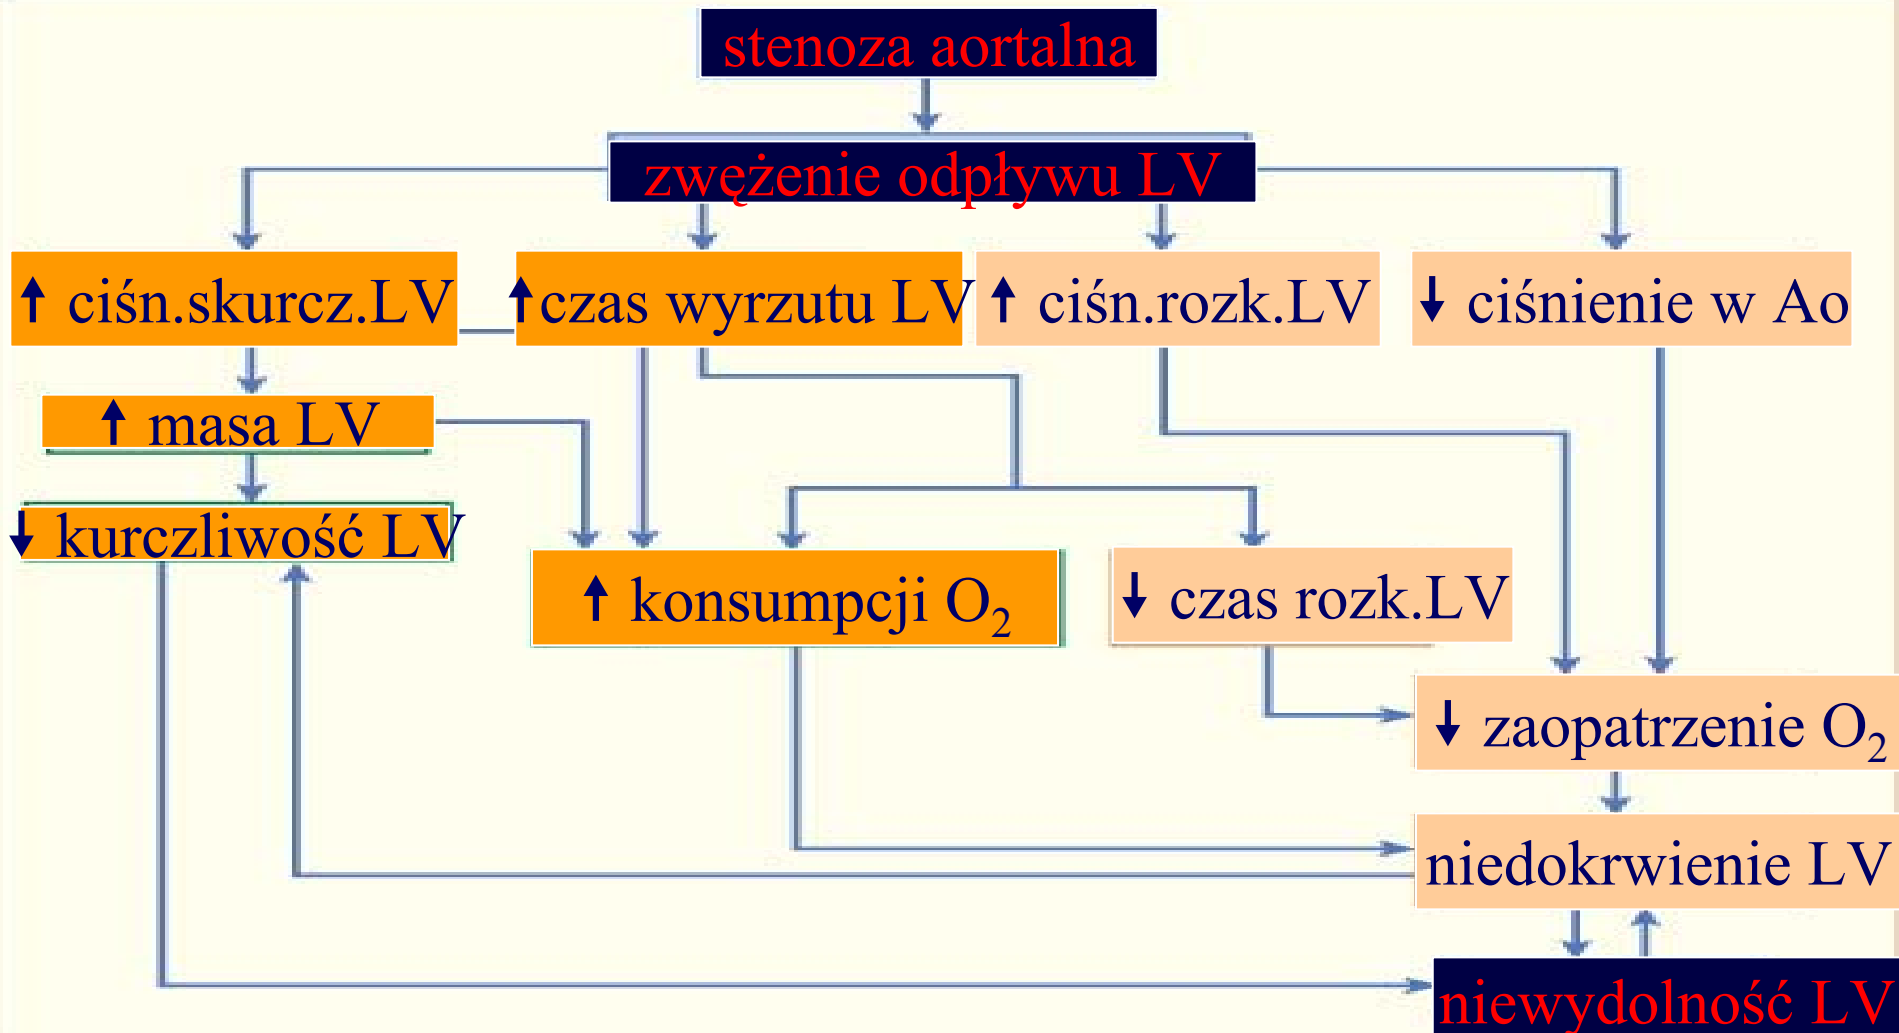 stenoza aortalna
zwężenie odpływu LV
↑ ciśn.skurcz.LV
↑czas wyrzutu LV
↑ ciśn.rozk.LV
↓ ciśnienie w Ao
↑ masa LV
↓ kurczliwość LV
↑ konsumpcji O₂
↓ czas rozk.LV
↓ zaopatrzenie O₂
niedokrwienie LV
niewydolność LV